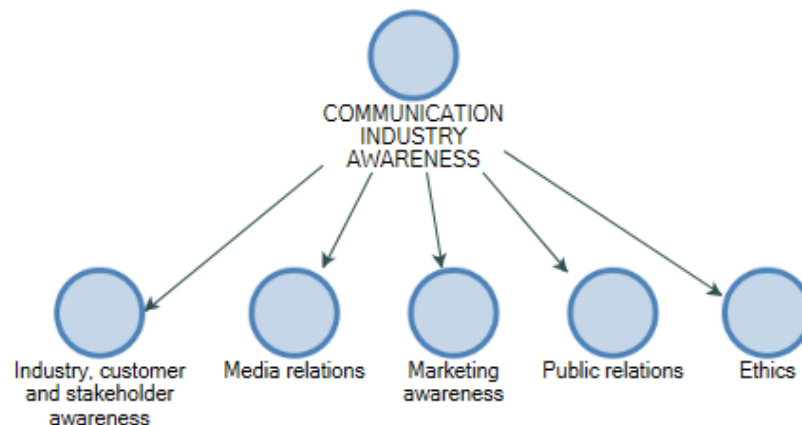 COMMUNICATION
INDUSTRY
AWARENESS
Industry, customer
and stakeholder
awareness
Media relations
Marketing
awareness
Public relations
Ethics